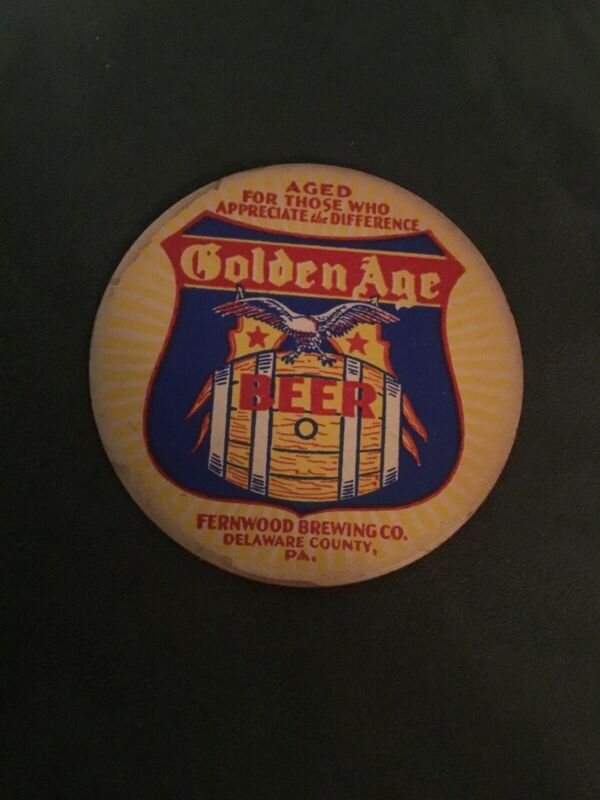 AGED
FOR THOSE WHO
APPRECIATE the DIFFERENCE
Golden Age
BEER
FERNWOOD BREWING CO.
DELAWARE COUNTY,
PA.